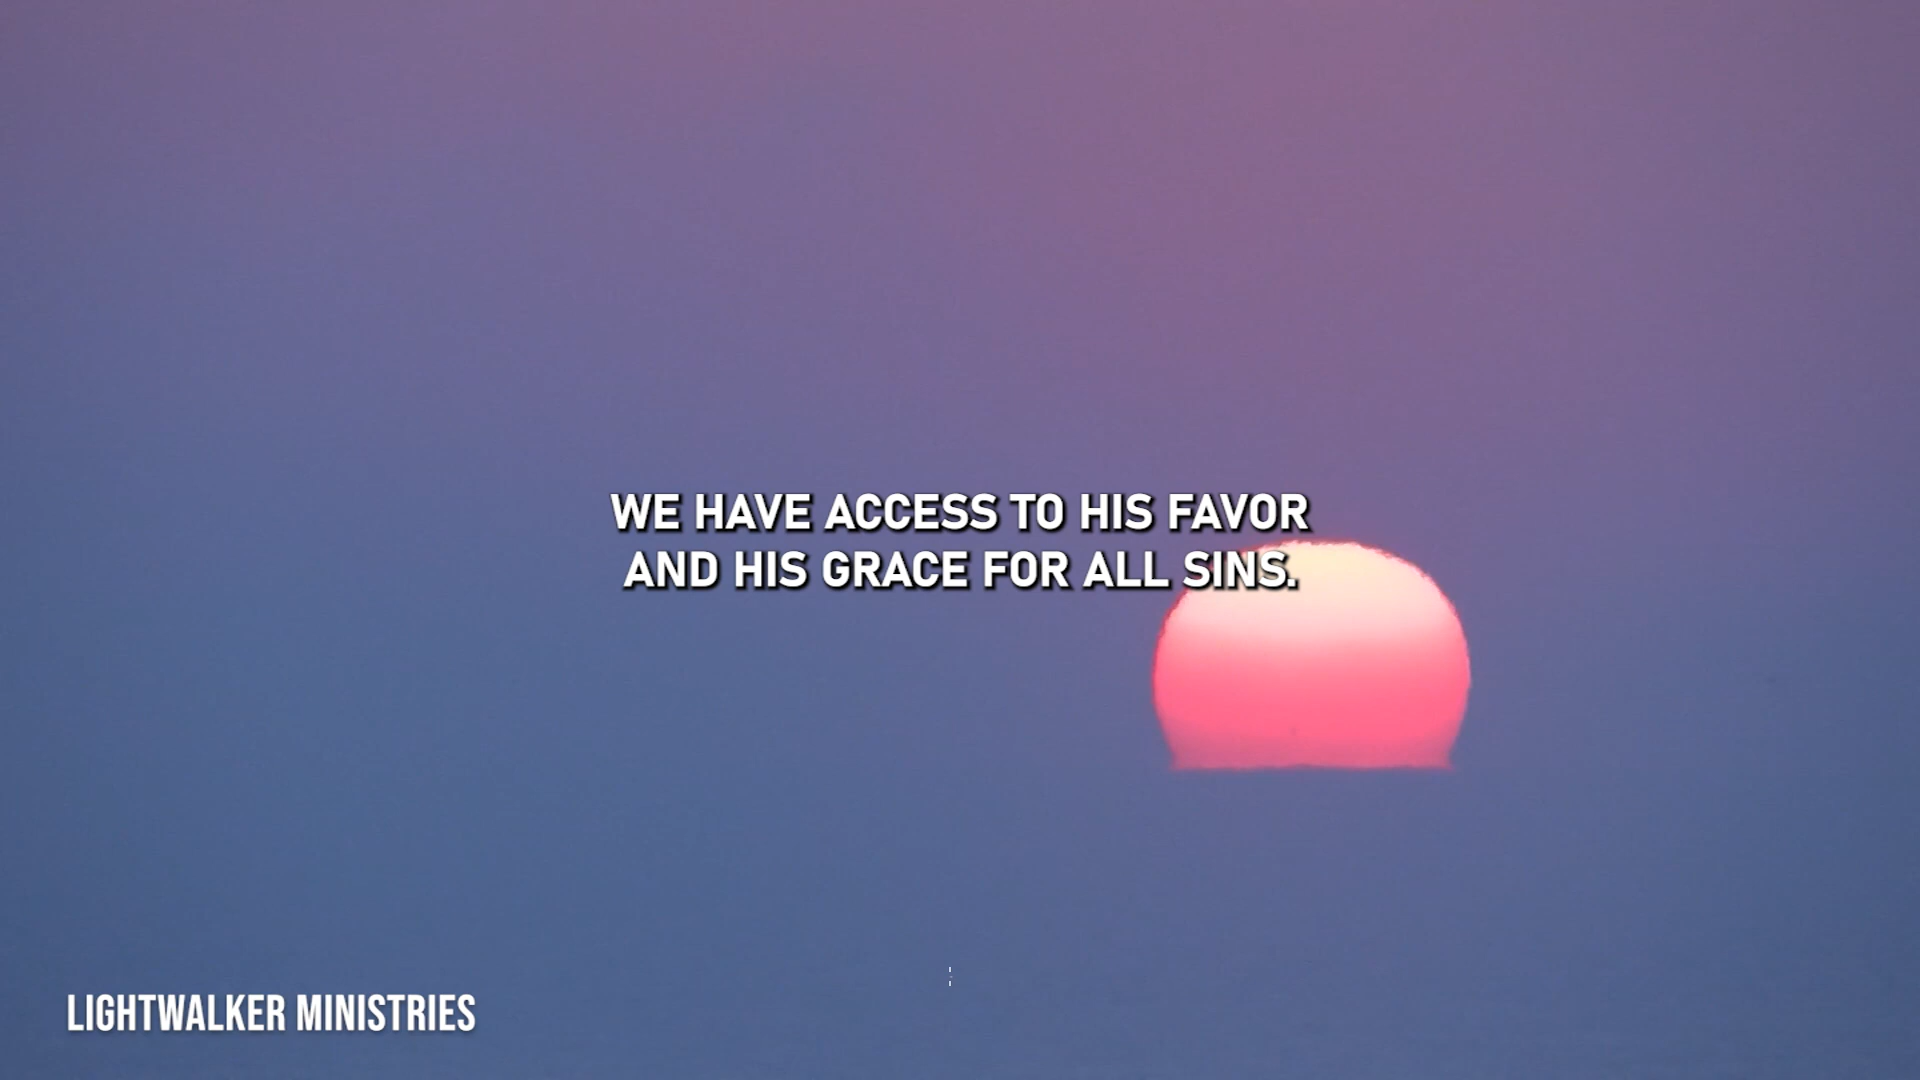 WE HAVE ACCESS TO HIS FAVOR
AND HIS GRACE FOR ALL SINS.
LIGHTWALKER MINISTRIES